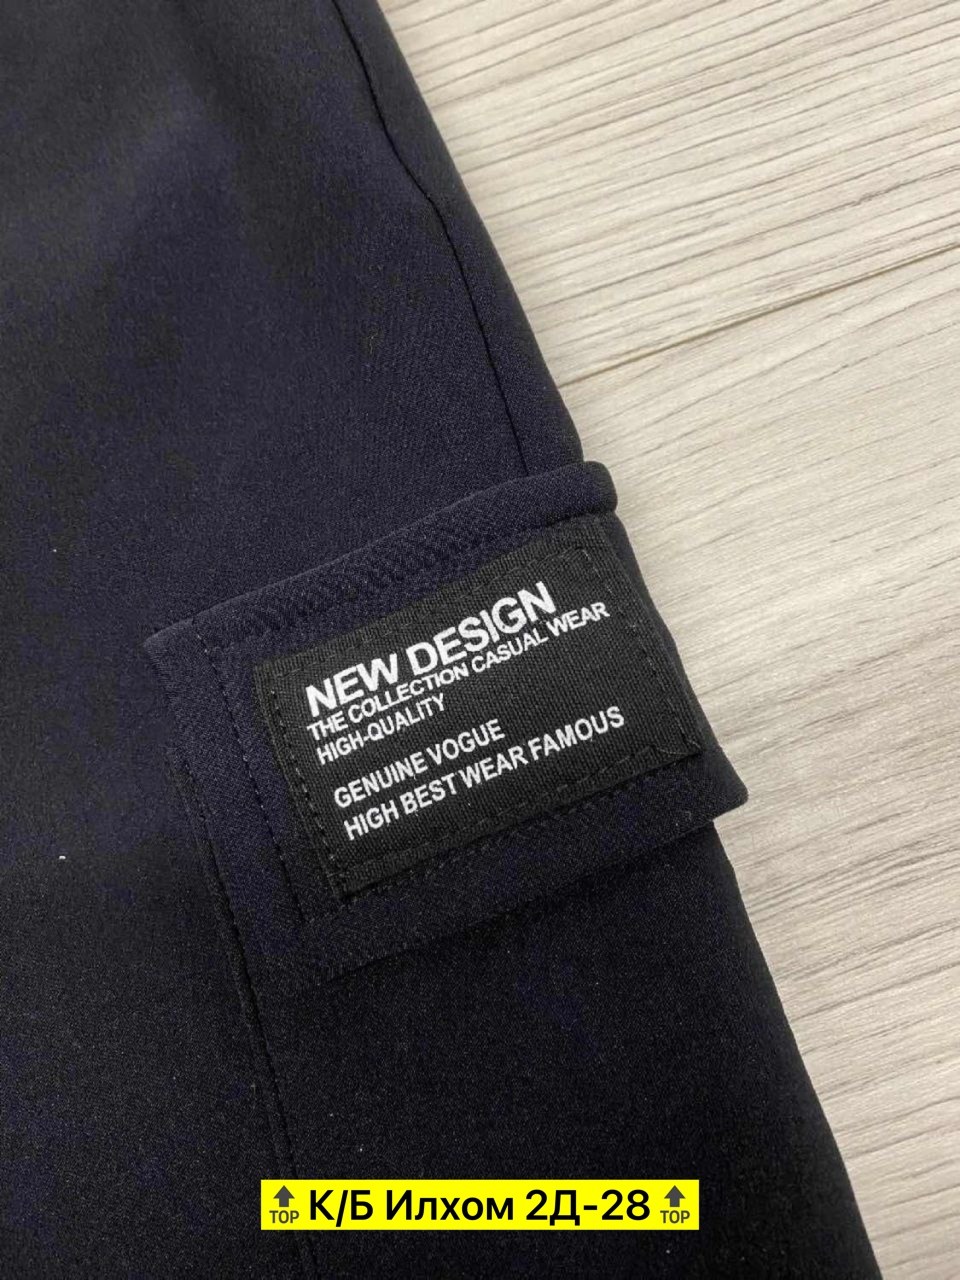 NEW DESIGN
THE COLLECTION CASUAL WEAR
HIGH-QUALITY
GENUINE VOGUE
HIGH BEST WEAR FAMOUS
TOP К/Б Илхом 2Д-28 TOP